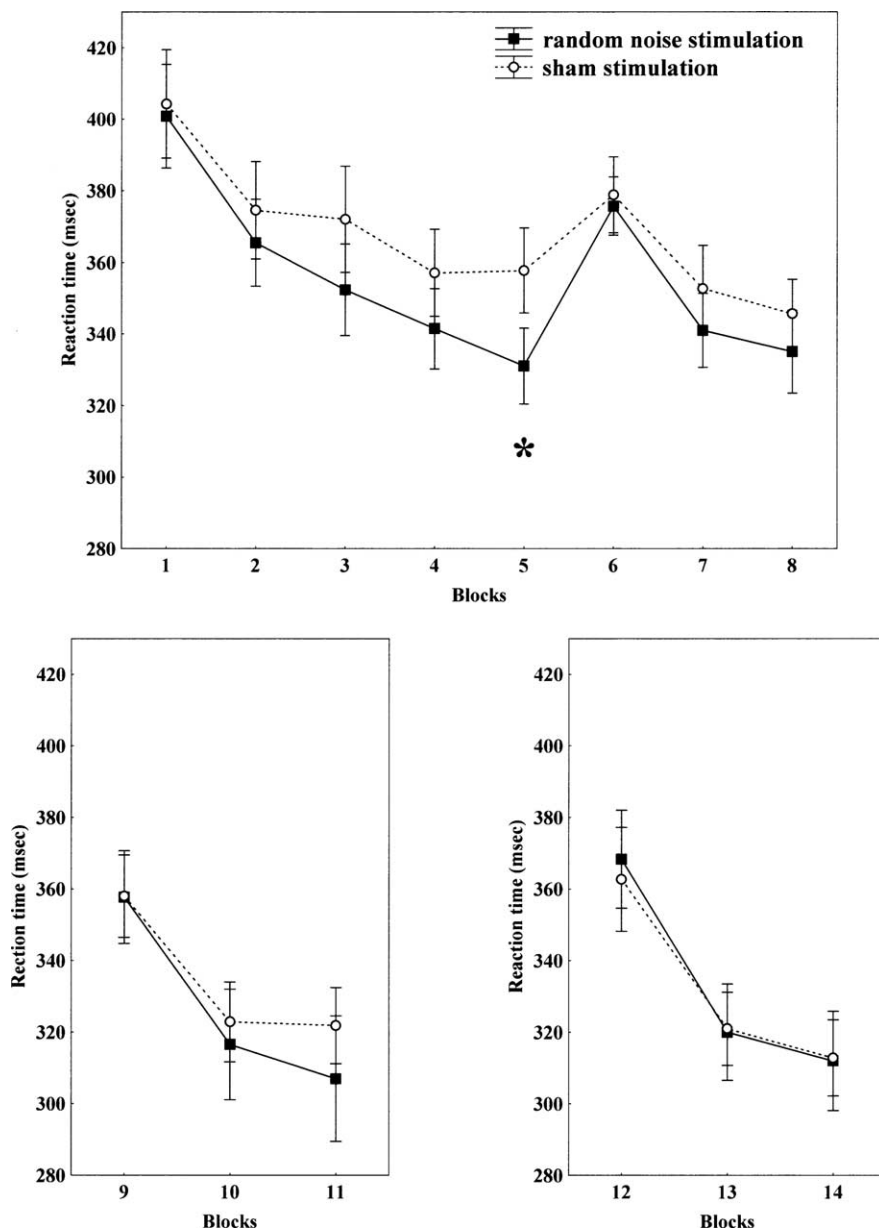 random noise stimulation
sham stimulation
Reaction time (msec)
420
400
380
360
340
320
300
280
*
1 2 3 4 5 6 7 8
Blocks
Rection time (msec)
420
400
380
360
340
320
300
280
9 10 11
Blocks
Reaction time (msec)
420
400
380
360
340
320
300
280
12 13 14
Blocks